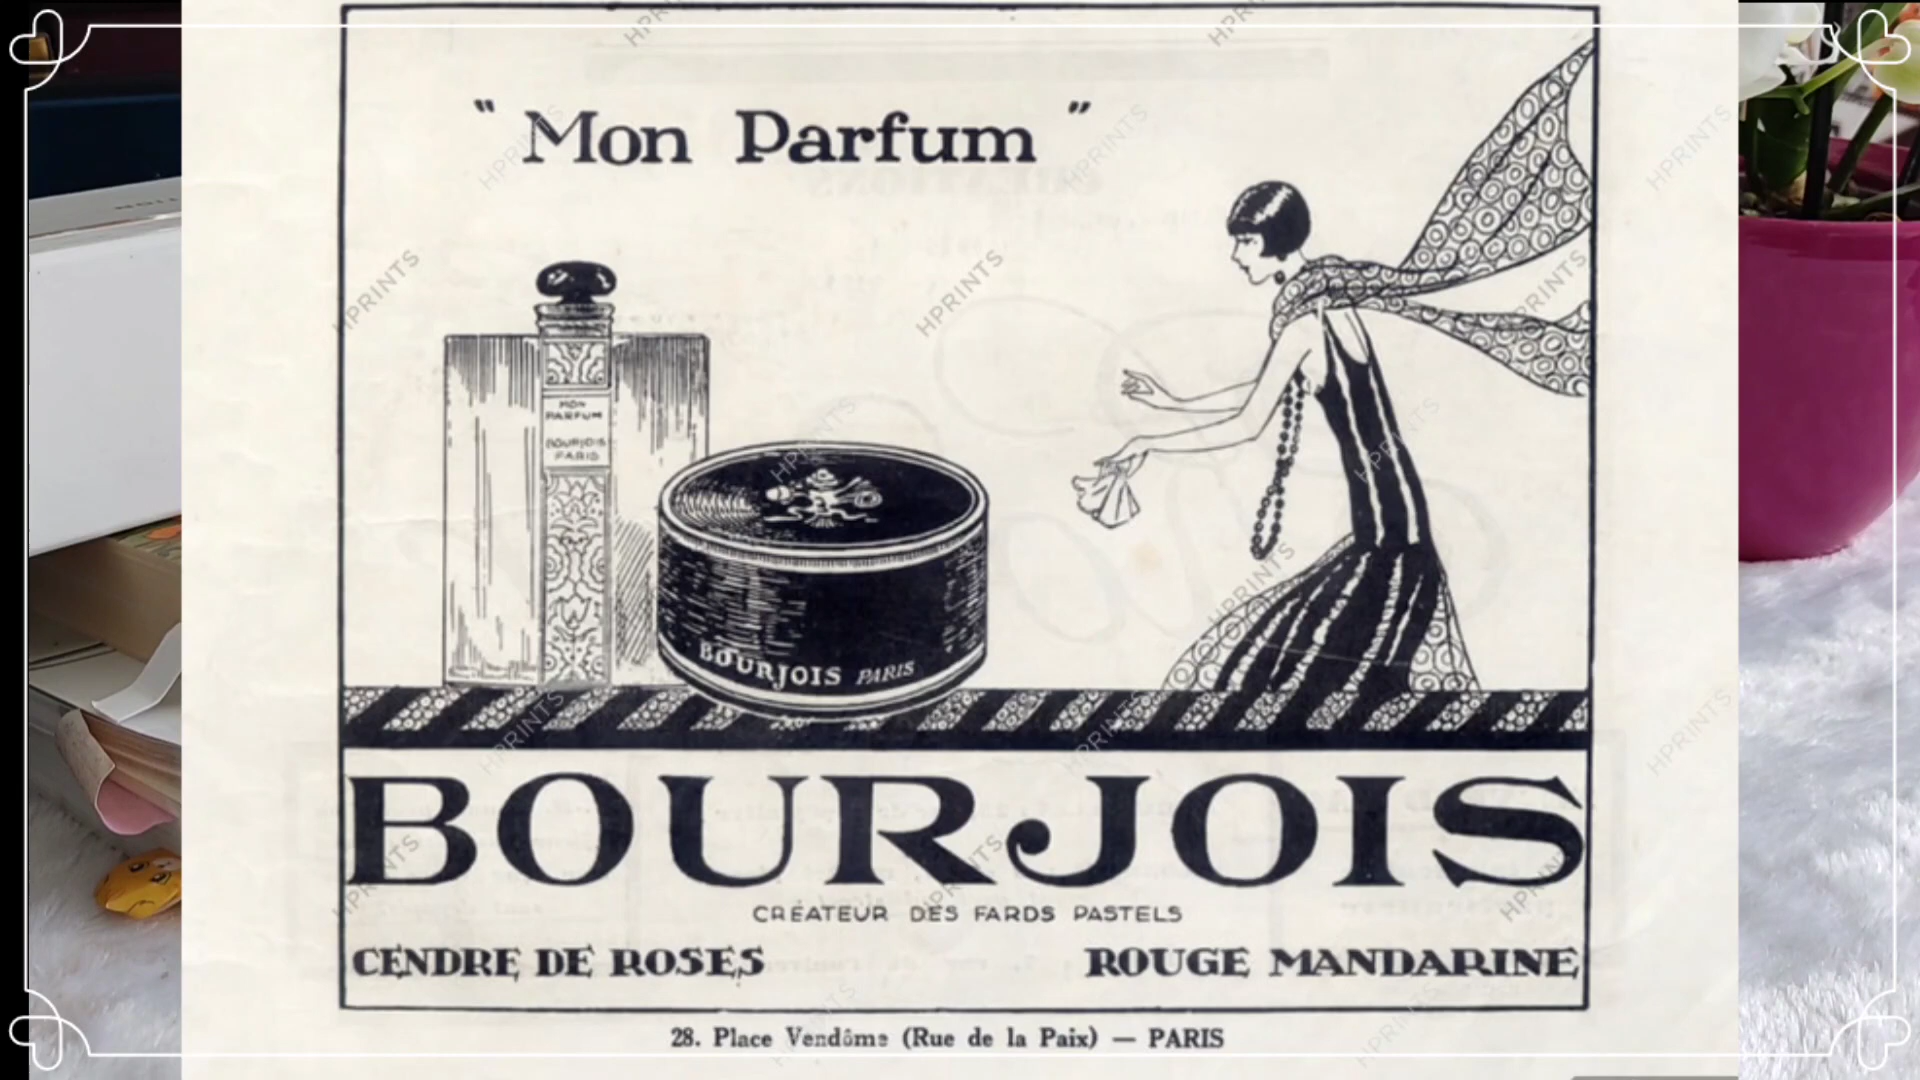 " Mon Parfum "
MON
PARFUM
BOURJOIS
PARIS
BOURJOIS PARIS
BOURJOIS
CRÉATEUR DES FARDS PASTELS
CENDRE DE ROSES
ROUGE MANDARINE
28. Place Vendôme (Rue de la Paix) — PARIS
HPRINTS